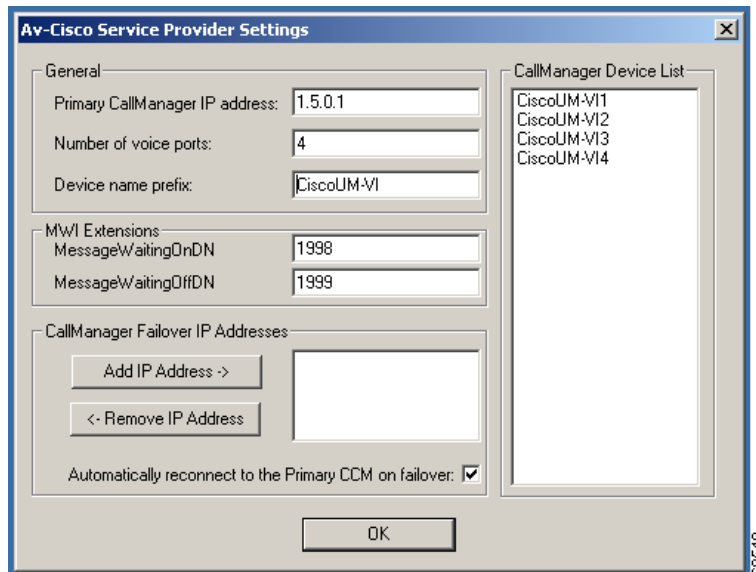 Av-Cisco Service Provider Settings
General
Primary CallManager IP address: 1.5.0.1
Number of voice ports: 4
Device name prefix: CiscoUM-VI
MWI Extensions
MessageWaitingOnDN 1998
MessageWaitingOffDN 1999
CallManager Failover IP Addresses
Add IP Address ->
<- Remove IP Address
Automatically reconnect to the Primary CCM on failover:
OK
CallManager Device List
CiscoUM-VI1
CiscoUM-VI2
CiscoUM-VI3
CiscoUM-VI4